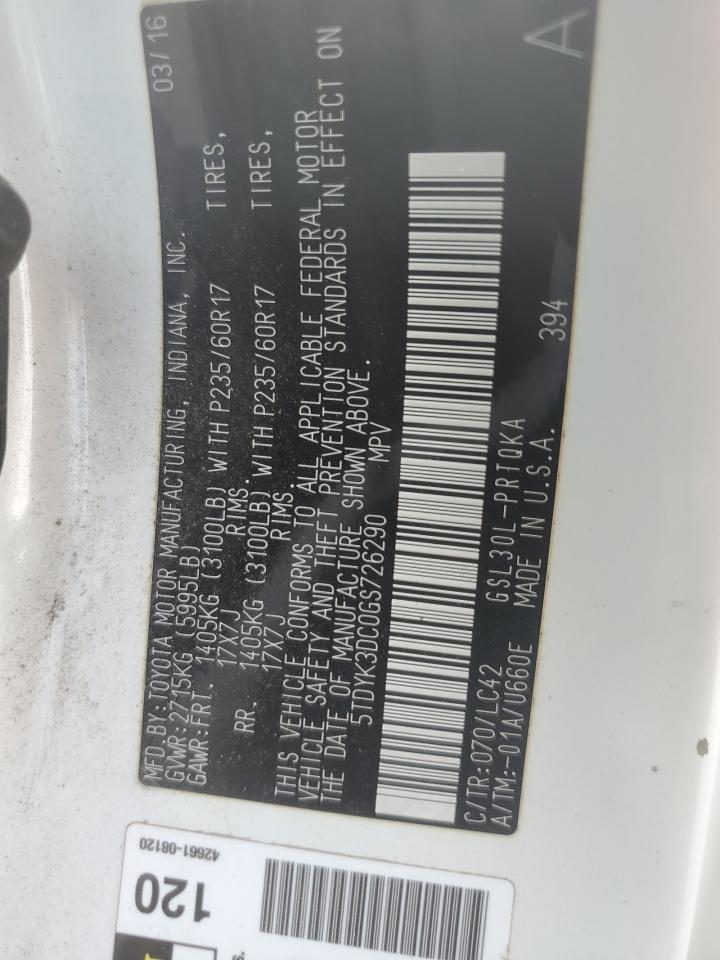 MFD.BY:TOYOTA MOTOR MANUFACTURING, INDIANA, INC. 03/16
GVWR:2715KG (5995LB)
GAWR:FRT. 1405KG (3100LB) WITH P235/60R17 TIRES,
17X7J RIMS.
RR. 1405KG (3100LB) WITH P235/60R17 TIRES,
17X7J RIMS.
THIS VEHICLE CONFORMS TO ALL APPLICABLE FEDERAL MOTOR
VEHICLE SAFETY AND THEFT PREVENTION STANDARDS IN EFFECT ON
THE DATE OF MANUFACTURE SHOWN ABOVE.
5TDYK3DC0GS726290 MPV
C/TR:070/LC42 GSL30L-PRTQKA 394 A
A/TM:-01A/U660E MADE IN U.S.A.
42661-08120
120